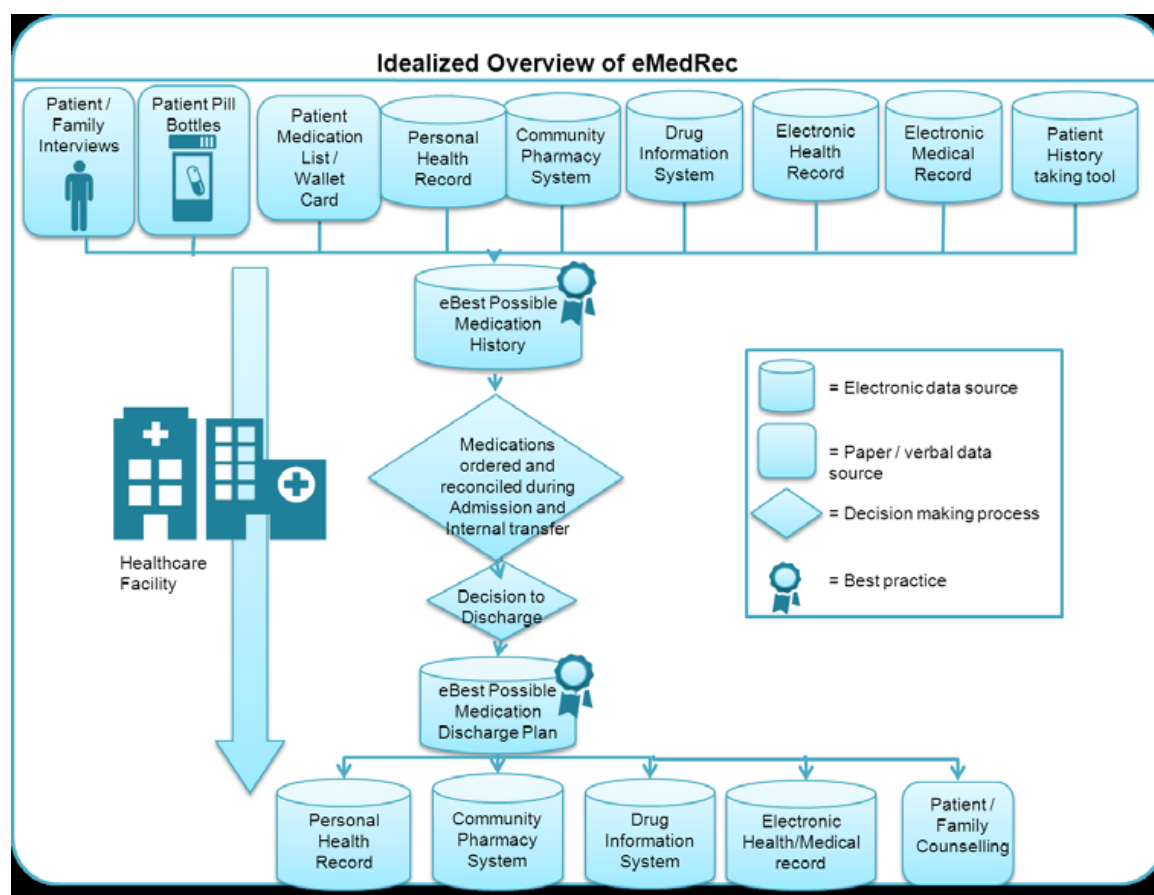 Idealized Overview of eMedRec
Patient /
Family
Interviews
Patient Pill
Bottles
Patient
Medication
List /
Wallet
Card
Personal
Health
Record
Community
Pharmacy
System
Drug
Information
System
Electronic
Health
Record
Electronic
Medical
Record
Patient
History
taking tool
eBest Possible
Medication
History
= Electronic data source
= Paper / verbal data
source
= Decision making process
= Best practice
Medications
ordered and
reconciled during
Admission and
Internal transfer
Healthcare
Facility
Decision to
Discharge
eBest Possible
Medication
Discharge Plan
Personal
Health
Record
Community
Pharmacy
System
Drug
Information
System
Electronic
Health/Medical
record
Patient /
Family
Counselling